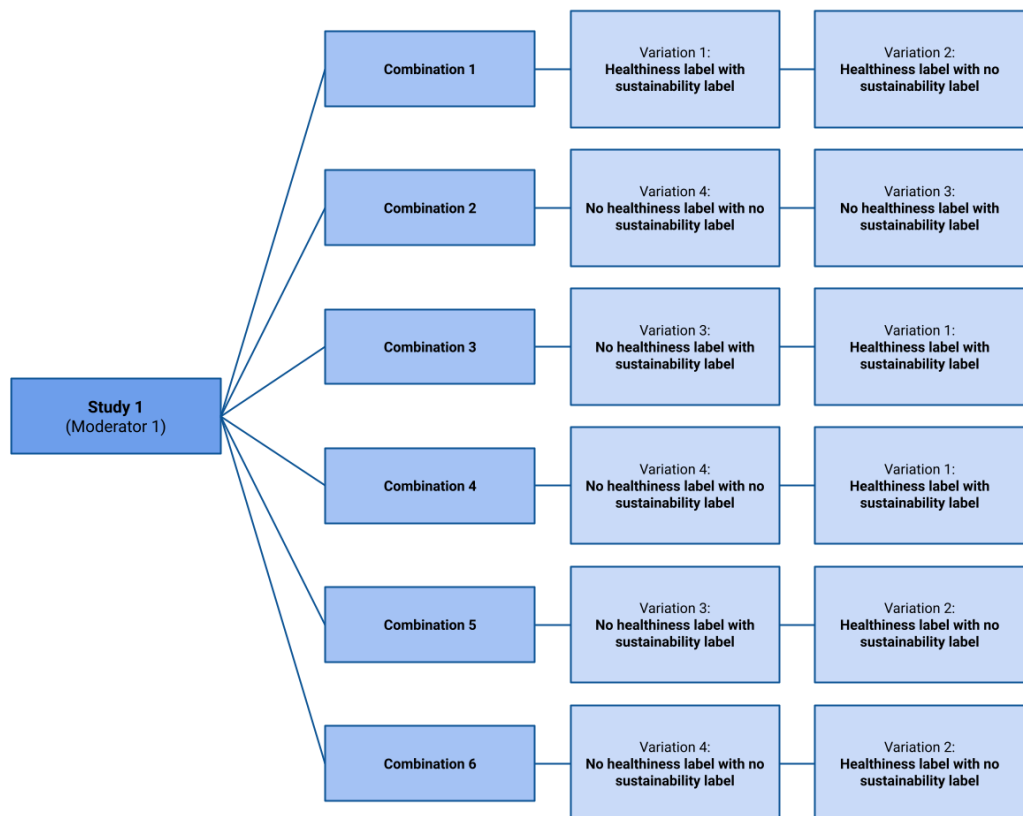 Combination 1
Variation 1:
Healthiness label with
sustainability label
Variation 2:
Healthiness label with no
sustainability label
Combination 2
Variation 4:
No healthiness label with no
sustainability label
Variation 3:
No healthiness label with
sustainability label
Combination 3
Variation 3:
No healthiness label with
sustainability label
Variation 1:
Healthiness label with
sustainability label
Study 1
(Moderator 1)
Combination 4
Variation 4:
No healthiness label with no
sustainability label
Variation 1:
Healthiness label with
sustainability label
Combination 5
Variation 3:
No healthiness label with
sustainability label
Variation 2:
Healthiness label with no
sustainability label
Combination 6
Variation 4:
No healthiness label with no
sustainability label
Variation 2:
Healthiness label with no
sustainability label